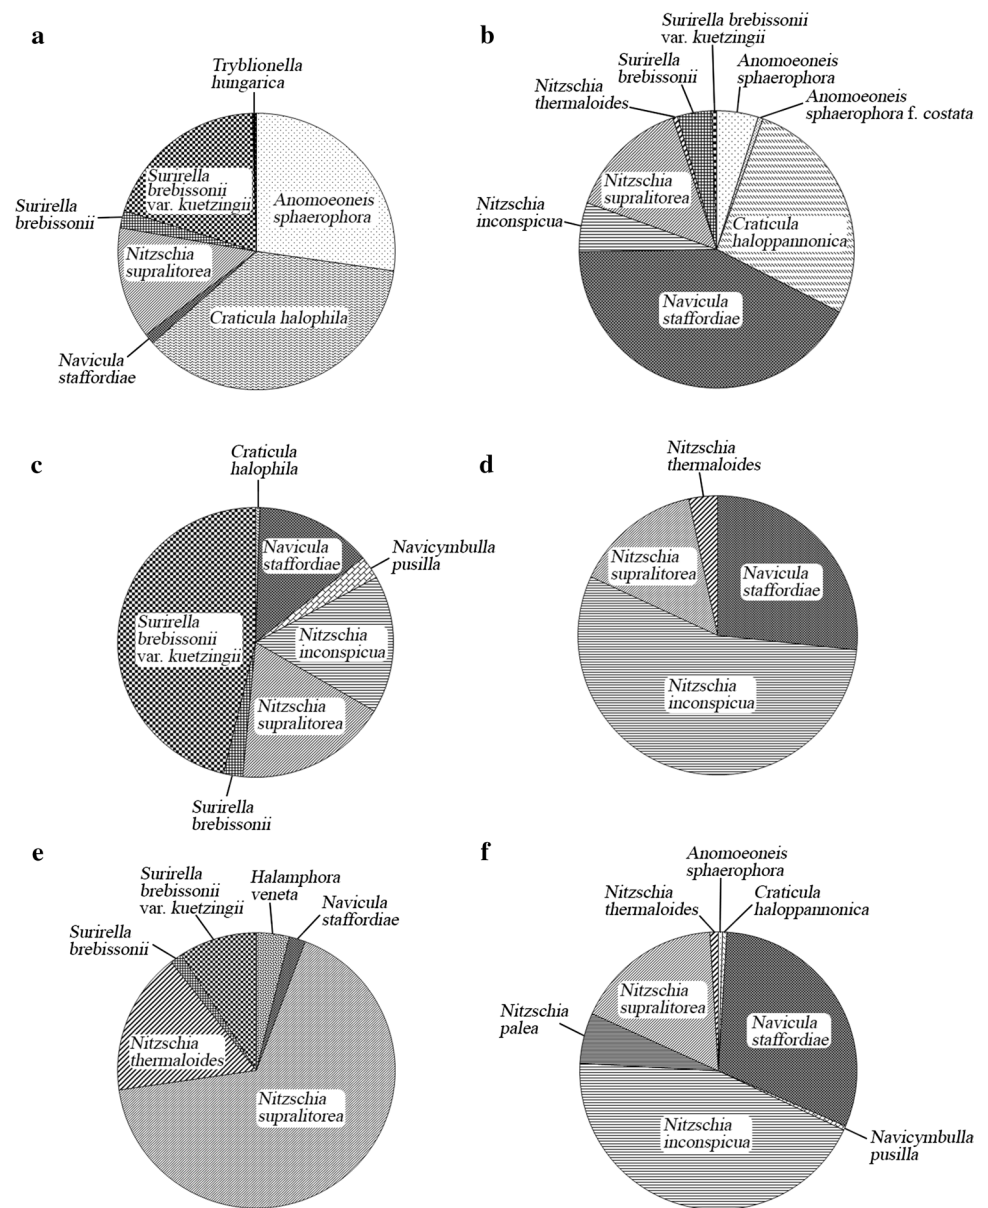 a
Tryblionella
hungarica
Surirella
brebissonii
var. kuetzingii
Anomoeoneis
sphaerophora
Surirella
brebissonii
Nitzschia
supralitorea
Craticula halophila
Navicula
staffordiae
b
Surirella brebissonii
var. kuetzingii
Surirella
brebissonii
Anomoeoneis
sphaerophora
Nitzschia
thermaloides
Anomoeoneis
sphaerophora f. costata
Nitzschia
supralitorea
Nitzschia
inconspicua
Craticula
haloppannonica
Navicula
staffordiae
c
Craticula
halophila
Navicula
staffordiae
Navicymbulla
pusilla
Surirella
brebissonii
var. kuetzingii
Nitzschia
inconspicua
Nitzschia
supralitorea
Surirella
brebissonii
d
Nitzschia
thermaloides
Nitzschia
supralitorea
Navicula
staffordiae
Nitzschia
inconspicua
e
Surirella
brebissonii
var. kuetzingii
Halamphora
veneta
Navicula
staffordiae
Surirella
brebissonii
Nitzschia
thermaloides
Nitzschia
supralitorea
f
Anomoeoneis
sphaerophora
Nitzschia
thermaloides
Craticula
haloppannonica
Nitzschia
supralitorea
Nitzschia
palea
Navicula
staffordiae
Nitzschia
inconspicua
Navicymbulla
pusilla